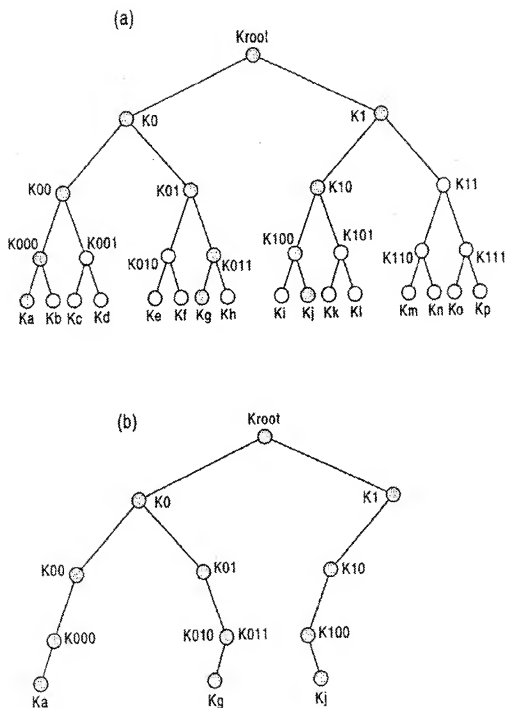 (a)
Kroot
K0 K1
K00 K01 K10 K11
K000 K001 K010 K011 K100 K101 K110 K111
Ka Kb Kc Kd Ke Kf Kg Kh Ki Kj Kk Kl Km Kn Ko Kp
(b)
Kroot
K0 K1
K00 K01 K10
K000 K010 K011 K100
Ka Kg Kj